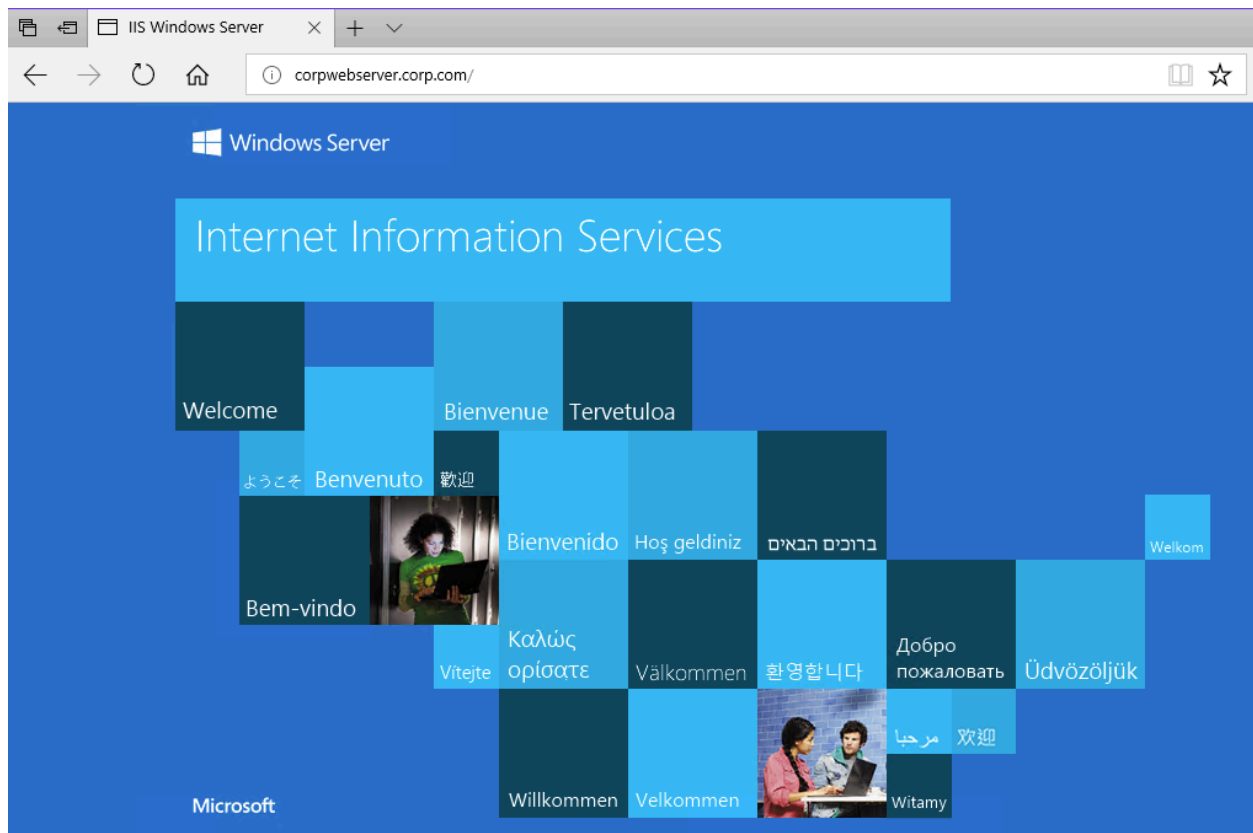 IIS Windows Server
corpwebserver.corp.com/
Windows Server
Internet Information Services
Welcome
Bienvenue
Tervetuloa
ようこそ
Benvenuto
歡迎
Bienvenido
Hoş geldiniz
ברוכים הבאים
Welkom
Bem-vindo
Vítejte
Καλώς
ορίσατε
Välkommen
환영합니다
Добро
пожаловать
Üdvözöljük
مرحبا
欢迎
Microsoft
Willkommen
Velkommen
Witamy